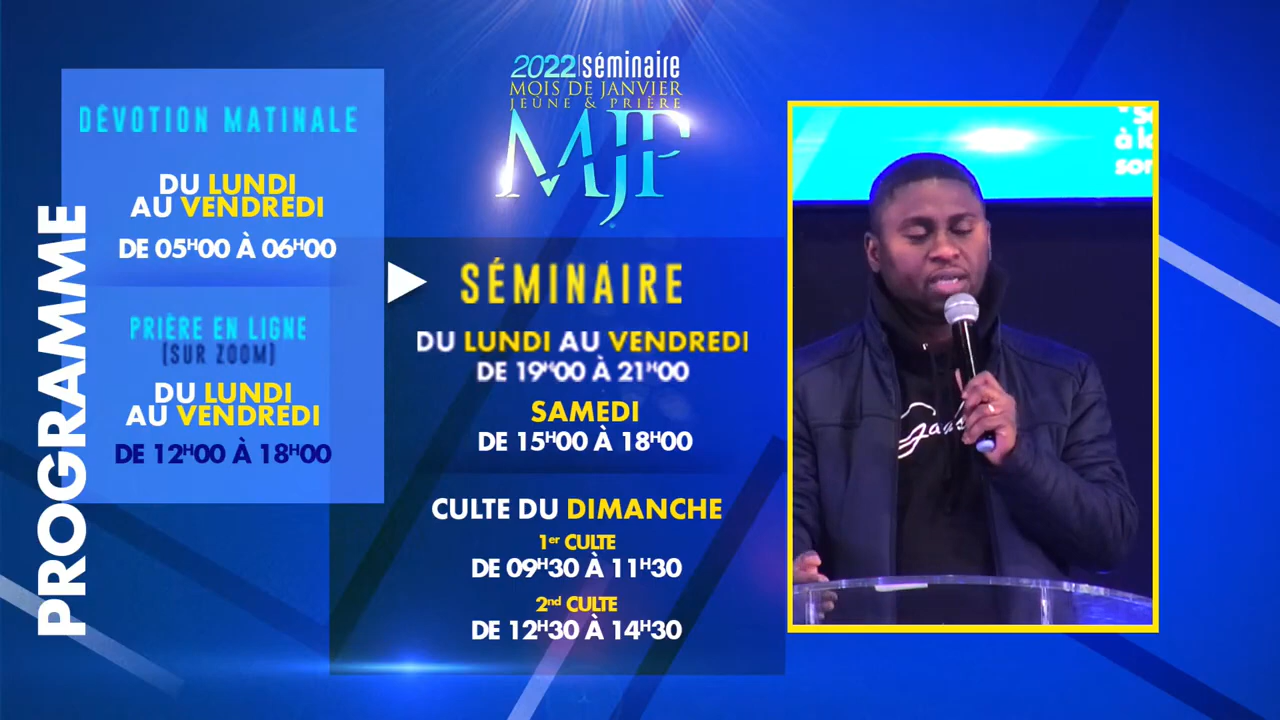 PROGRAMME
DÉVOTION MATINALE
DU LUNDI
AU VENDREDI
DE 05H00 À 06H00
PRIÈRE EN LIGNE
(SUR ZOOM)
DU LUNDI
AU VENDREDI
DE 12H00 À 18H00
2022 | séminaire
MOIS DE JANVIER
JEÛNE & PRIÈRE
MJP
SÉMINAIRE
DU LUNDI AU VENDREDI
DE 19H00 À 21H00
SAMEDI
DE 15H00 À 18H00
CULTE DU DIMANCHE
1er CULTE
DE 09H30 À 11H30
2nd CULTE
DE 12H30 À 14H30